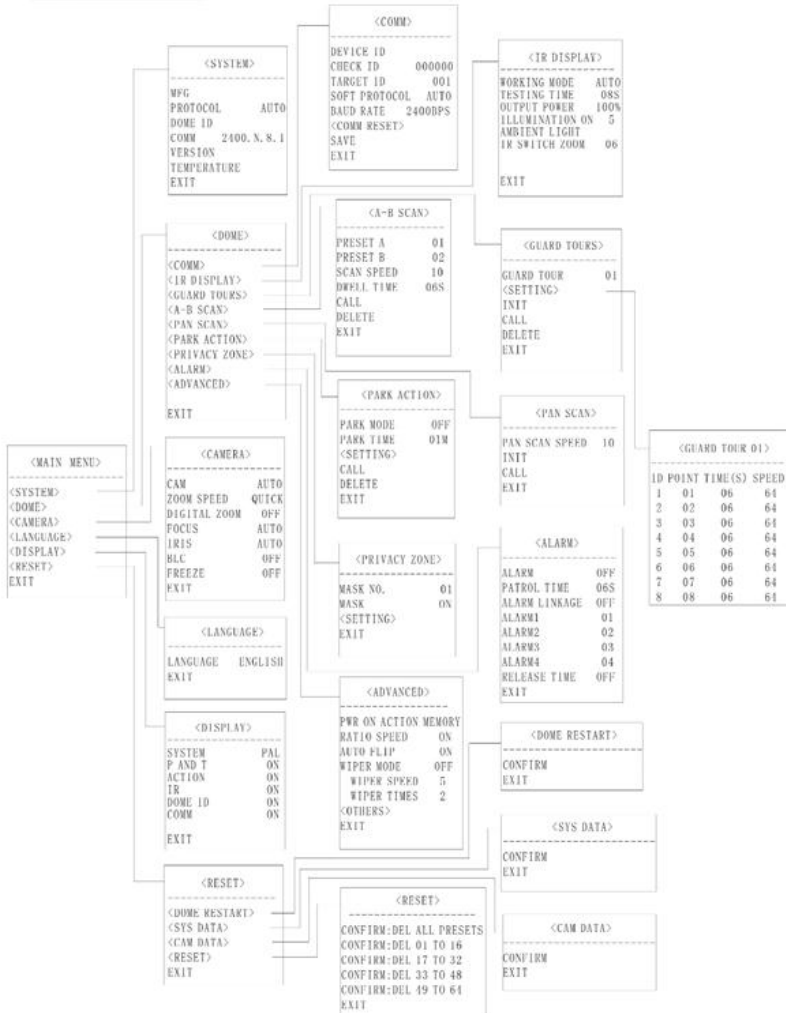 <MAIN MENU>
<SYSTEM>
<DOME>
<CAMERA>
<LANGUAGE>
<DISPLAY>
<RESET>
EXIT
<SYSTEM>
MFG
PROTOCOL AUTO
DOME ID
COMM 2400.N.8.1
VERSION
TEMPERATURE
EXIT
<DOME>
<COMM>
<IR DISPLAY>
<GUARD TOURS>
<A-B SCAN>
<PAN SCAN>
<PARK ACTION>
<PRIVACY ZONE>
<ALARM>
<ADVANCED>
EXIT
<CAMERA>
CAM AUTO
ZOOM SPEED QUICK
DIGITAL ZOOM OFF
FOCUS AUTO
IRIS AUTO
BLC OFF
FREEZE OFF
EXIT
<LANGUAGE>
LANGUAGE ENGLISH
EXIT
<DISPLAY>
SYSTEM PAL
P AND T ON
ACTION ON
IR ON
DOME ID ON
COMM ON
EXIT
<RESET>
<DOME RESTART>
<SYS DATA>
<CAM DATA>
<RESET>
EXIT
<COMM>
DEVICE ID
CHECK ID 000000
TARGET ID 001
SOFT PROTOCOL AUTO
BAUD RATE 2400BPS
<COMM RESET>
SAVE
EXIT
<A-B SCAN>
PRESET A 01
PRESET B 02
SCAN SPEED 10
DWELL TIME 06S
CALL
DELETE
EXIT
<PARK ACTION>
PARK MODE OFF
PARK TIME 01M
<SETTING>
CALL
DELETE
EXIT
<PRIVACY ZONE>
MASK NO. 01
MASK ON
<SETTING>
EXIT
<ADVANCED>
PWR ON ACTION MEMORY
RATIO SPEED ON
AUTO FLIP ON
WIPER MODE OFF
WIPER SPEED 5
WIPER TIMES 2
<OTHERS>
EXIT
<RESET>
CONFIRM:DEL ALL PRESETS
CONFIRM:DEL 01 TO 16
CONFIRM:DEL 17 TO 32
CONFIRM:DEL 33 TO 48
CONFIRM:DEL 49 TO 64
EXIT
<IR DISPLAY>
WORKING MODE AUTO
TESTING TIME 08S
OUTPUT POWER 100%
ILLUMINATION ON 5
AMBIENT LIGHT
IR SWITCH ZOOM 06
EXIT
<GUARD TOURS>
GUARD TOUR 01
<SETTING>
INIT
CALL
DELETE
EXIT
<PAN SCAN>
PAN SCAN SPEED 10
INIT
CALL
EXIT
<ALARM>
ALARM OFF
PATROL TIME 06S
ALARM LINKAGE OFF
ALARM1 01
ALARM2 02
ALARM3 03
ALARM4 04
RELEASE TIME OFF
EXIT
<DOME RESTART>
CONFIRM
EXIT
<SYS DATA>
CONFIRM
EXIT
<CAM DATA>
CONFIRM
EXIT
<GUARD TOUR 01>
ID POINT TIME(S) SPEED
1 01 06 64
2 02 06 64
3 03 06 64
4 04 06 64
5 05 06 64
6 06 06 64
7 07 06 64
8 08 06 64